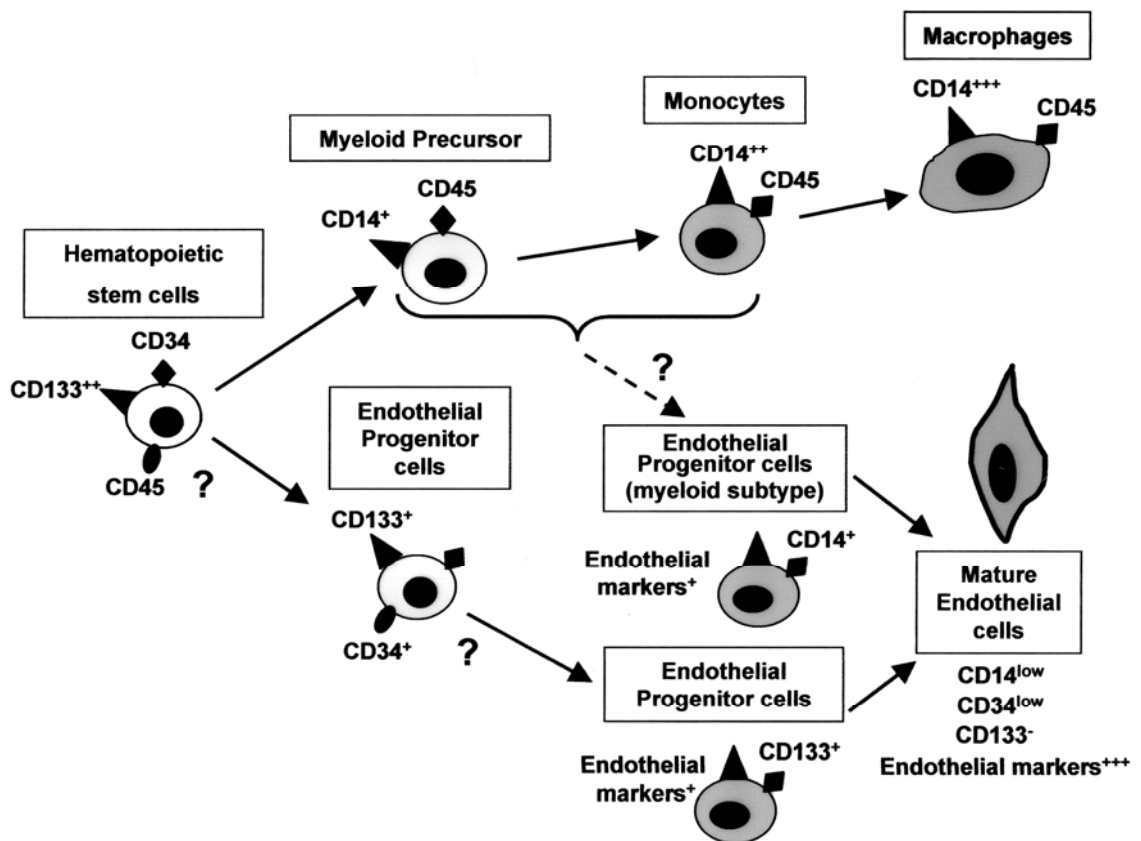 Macrophages
CD14⁺⁺⁺
CD45
Monocytes
CD14⁺⁺
CD45
Myeloid Precursor
CD45
CD14⁺
Hematopoietic
stem cells
CD34
CD133⁺⁺
CD45
?
?
Endothelial
Progenitor
cells
CD133⁺
CD34⁺
?
Endothelial
Progenitor cells
(myeloid subtype)
CD14⁺
Endothelial
markers⁺
Endothelial
Progenitor cells
CD133⁺
Endothelial
markers⁺
Mature
Endothelial
cells
CD14ˡᵒʷ
CD34ˡᵒʷ
CD133⁻
Endothelial markers⁺⁺⁺